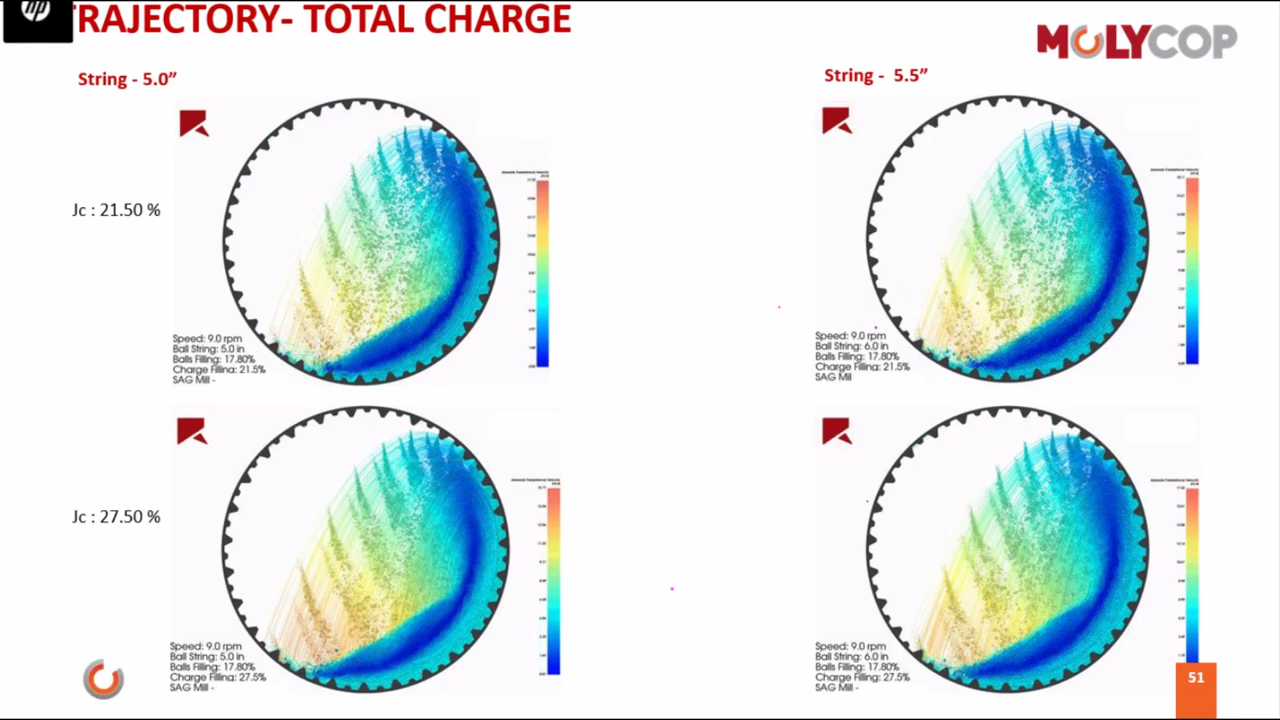 hp
TRAJECTORY- TOTAL CHARGE
MOLYCOP
String - 5.0”
String - 5.5”
Jc : 21.50 %
Speed: 9.0 rpm
Ball String: 5.0 in
Balls Filling: 17.80%
Charge Filling: 21.5%
SAG Mill -
Speed: 9.0 rpm
Ball String: 6.0 in
Balls Filling: 17.80%
Charge Filling: 21.5%
SAG Mill
Jc : 27.50 %
Speed: 9.0 rpm
Ball String: 5.0 in
Balls Filling: 17.80%
Charge Filling: 27.5%
SAG Mill -
Speed: 9.0 rpm
Ball String: 6.0 in
Balls Filling: 17.80%
Charge Filling: 27.5%
SAG Mill -
51